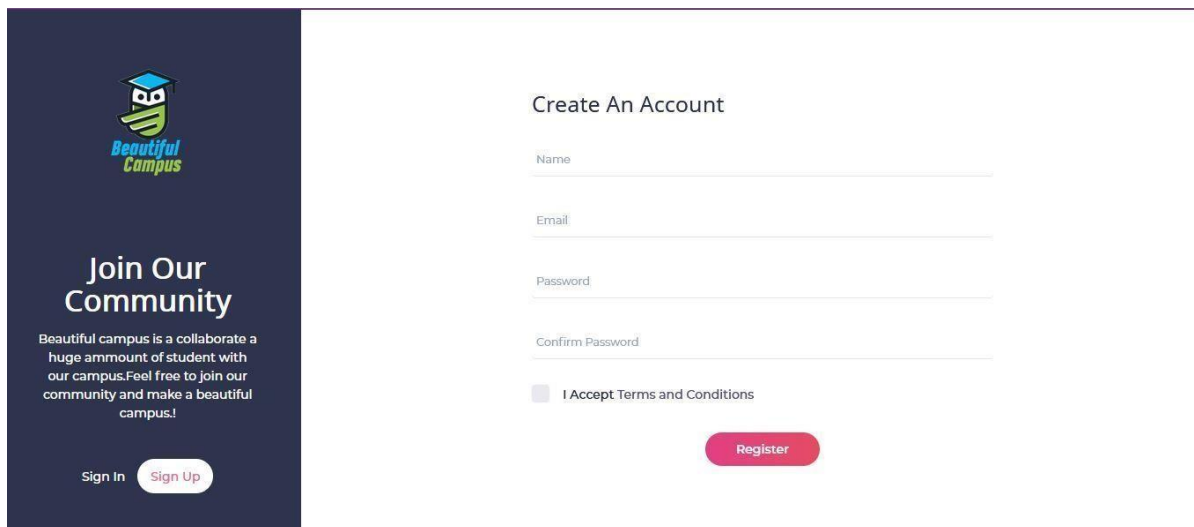 Beautiful
Campus
Join Our
Community
Beautiful campus is a collaborate a
huge ammount of student with
our campus.Feel free to join our
community and make a beautiful
campus.!
Sign In Sign Up
Create An Account
Name
Email
Password
Confirm Password
I Accept Terms and Conditions
Register